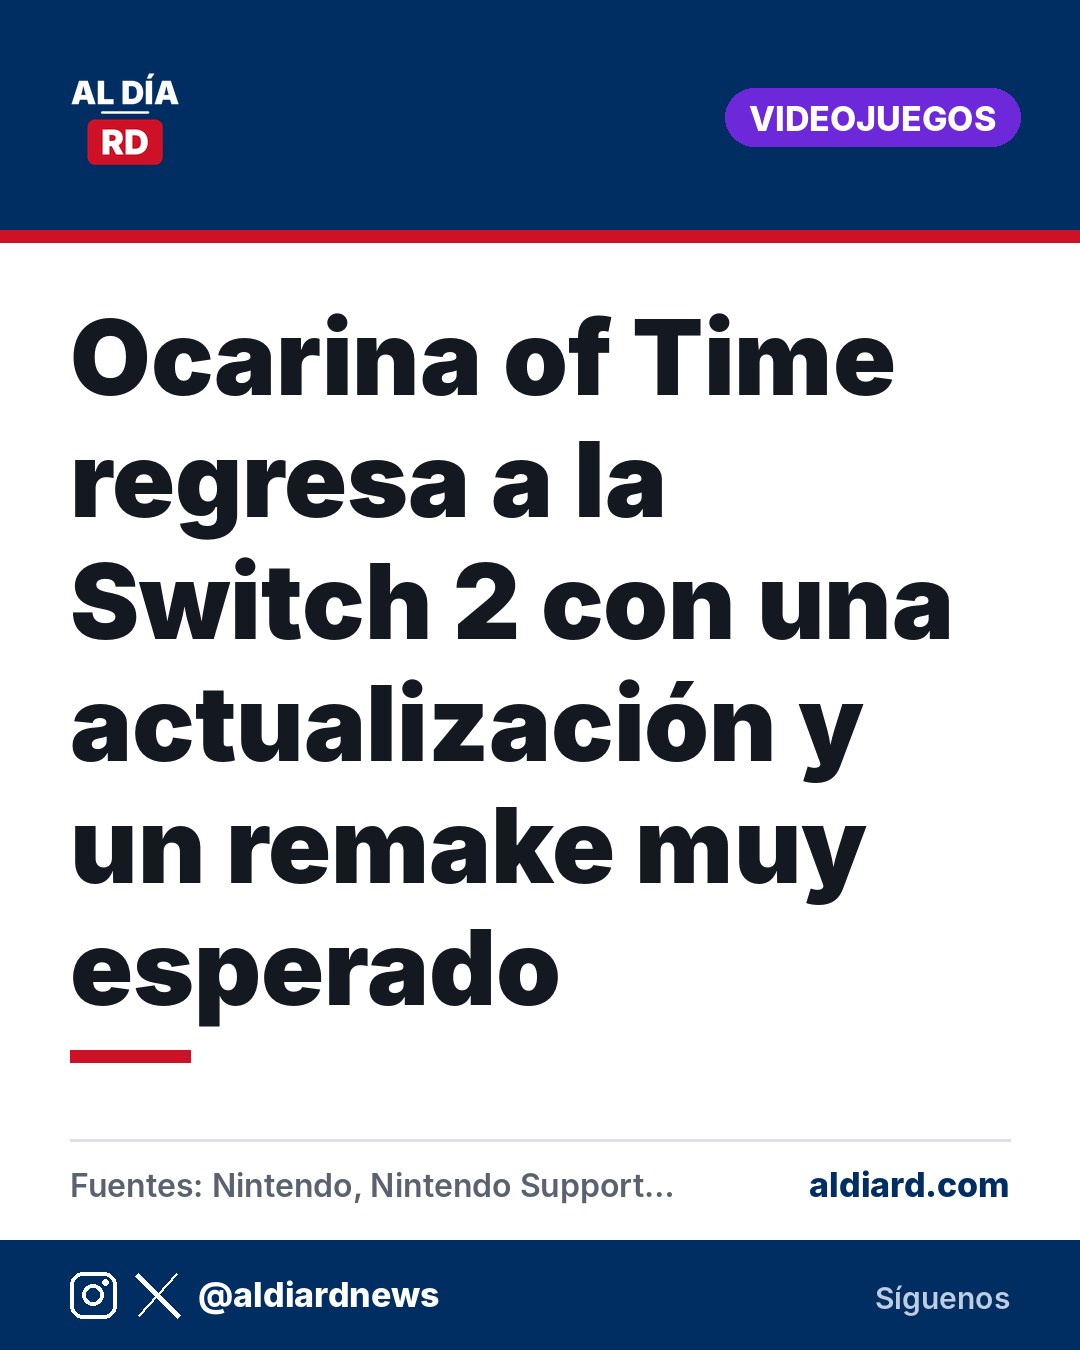 AL DÍA
RD
VIDEOJUEGOS
Ocarina of Time
regresa a la
Switch 2 con una
actualización y
un remake muy
esperado
Fuentes: Nintendo, Nintendo Support...
aldiard.com
@aldiardnews
Síguenos